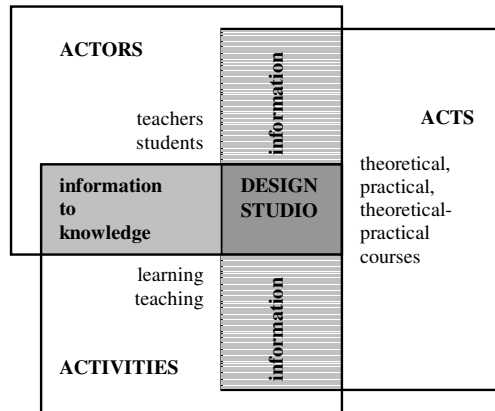 ACTORS
teachers
students
information
ACTS
theoretical,
practical,
theoretical-
practical
courses
information
to
knowledge
DESIGN
STUDIO
learning
teaching
information
ACTIVITIES